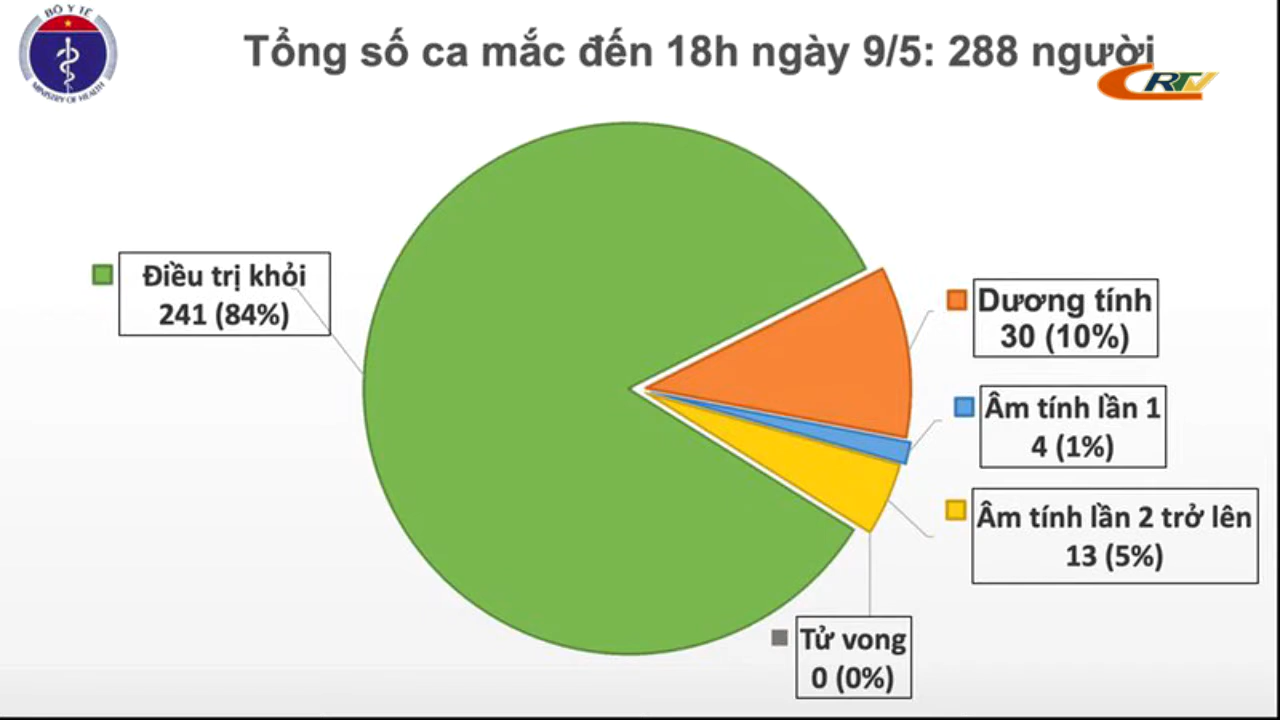 BỘ Y TẾ
MINISTRY OF HEALTH
Tổng số ca mắc đến 18h ngày 9/5: 288 người
CRTV
Điều trị khỏi
241 (84%)
Dương tính
30 (10%)
Âm tính lần 1
4 (1%)
Âm tính lần 2 trở lên
13 (5%)
Tử vong
0 (0%)